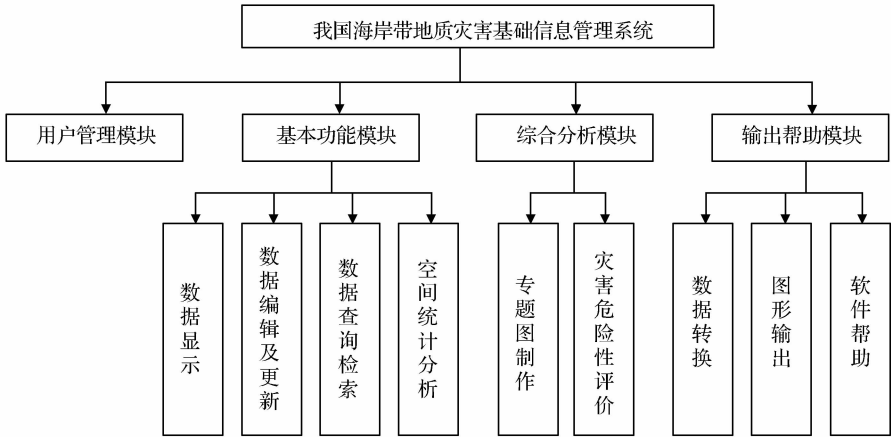 我国海岸带地质灾害基础信息管理系统
用户管理模块
基本功能模块
综合分析模块
输出帮助模块
数据显示
数据编辑及更新
数据查询检索
空间统计分析
专题图制作
灾害危险性评价
数据转换
图形输出
软件帮助